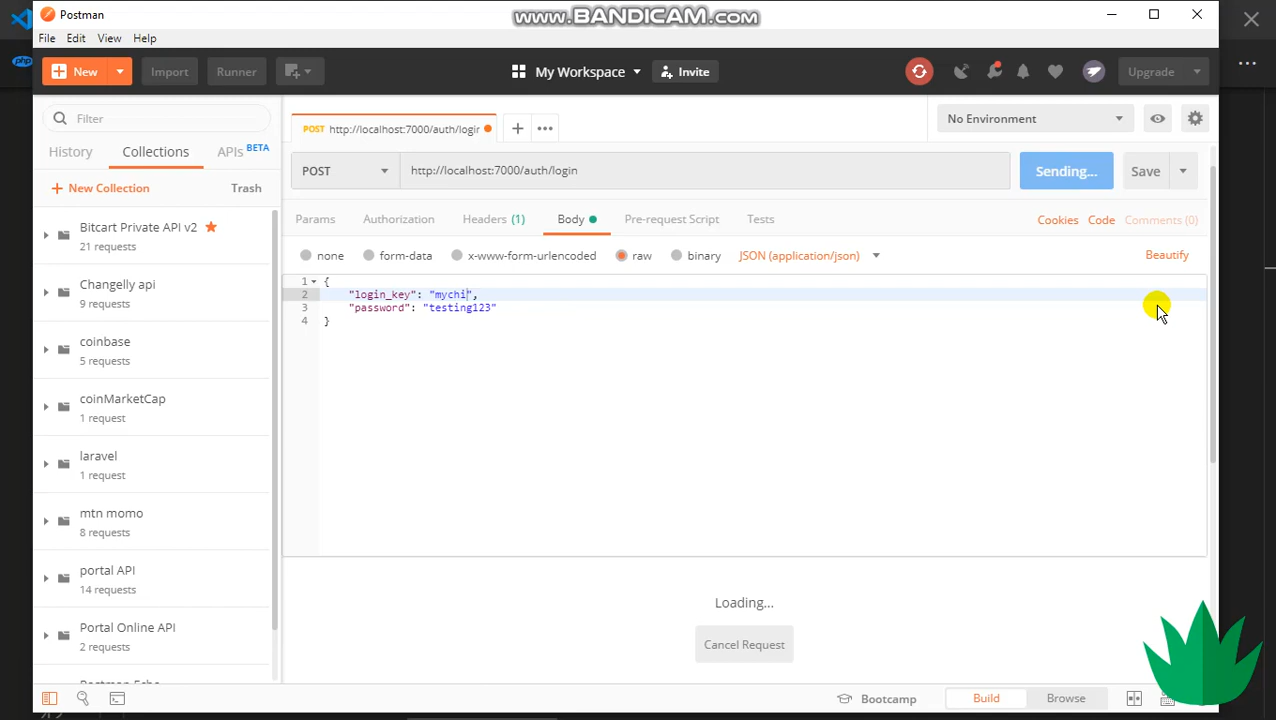 Postman
www.BANDICAM.com
File Edit View Help
php
New
Import
Runner
My Workspace
Invite
Upgrade
Filter
History
Collections
APIs BETA
New Collection
Trash
Bitcart Private API v2
21 requests
Changelly api
9 requests
coinbase
5 requests
coinMarketCap
1 request
laravel
1 request
mtn momo
8 requests
portal API
14 requests
Portal Online API
2 requests
POST http://localhost:7000/auth/login
No Environment
POST
http://localhost:7000/auth/login
Sending...
Save
Params
Authorization
Headers (1)
Body
Pre-request Script
Tests
Cookies
Code
Comments (0)
none
form-data
x-www-form-urlencoded
raw
binary
JSON (application/json)
Beautify
1 {
2 "login_key": "mychi",
3 "password": "testing123"
4 }
Loading...
Cancel Request
Bootcamp
Build
Browse